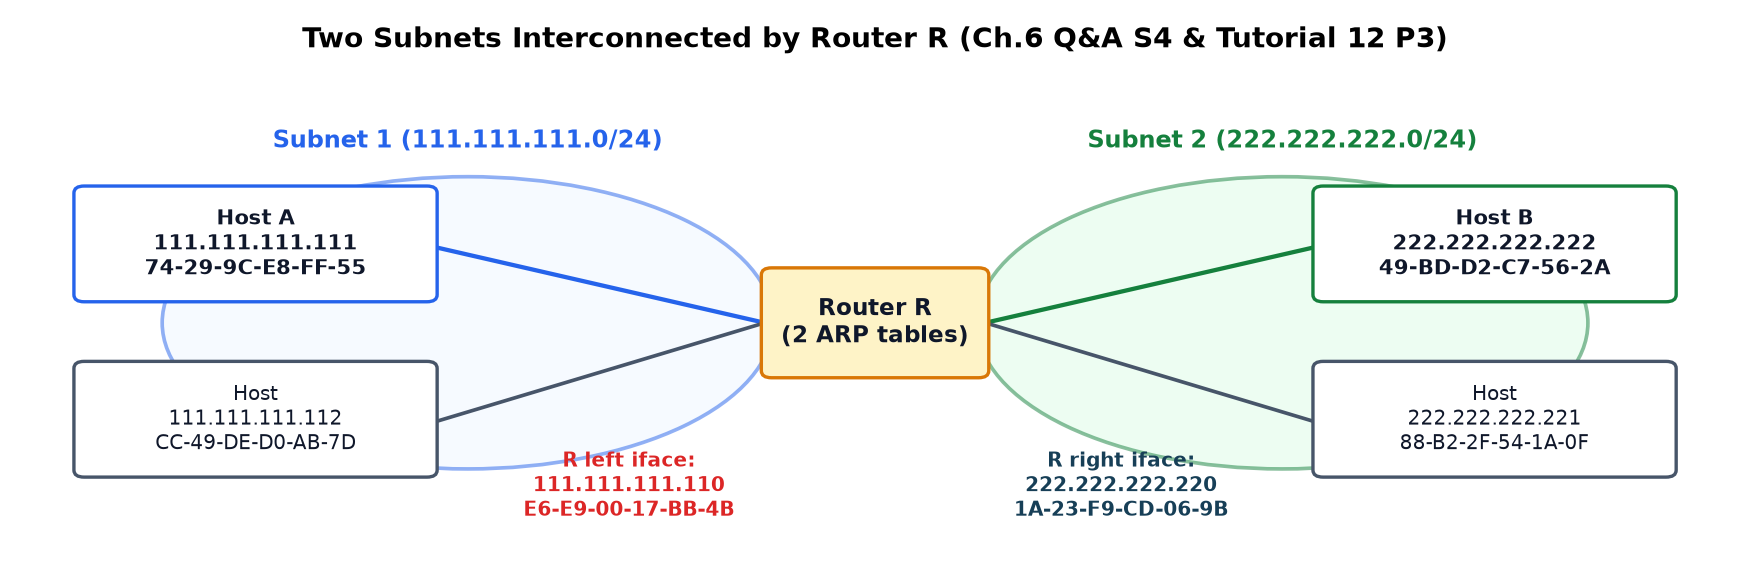 Two Subnets Interconnected by Router R (Ch.6 Q&A S4 & Tutorial 12 P3)
Subnet 1 (111.111.111.0/24)
Subnet 2 (222.222.222.0/24)
Host A
111.111.111.111
74-29-9C-E8-FF-55
Host B
222.222.222.222
49-BD-D2-C7-56-2A
Router R
(2 ARP tables)
Host
111.111.111.112
CC-49-DE-D0-AB-7D
Host
222.222.222.221
88-B2-2F-54-1A-0F
R left iface:
111.111.111.110
E6-E9-00-17-BB-4B
R right iface:
222.222.222.220
1A-23-F9-CD-06-9B